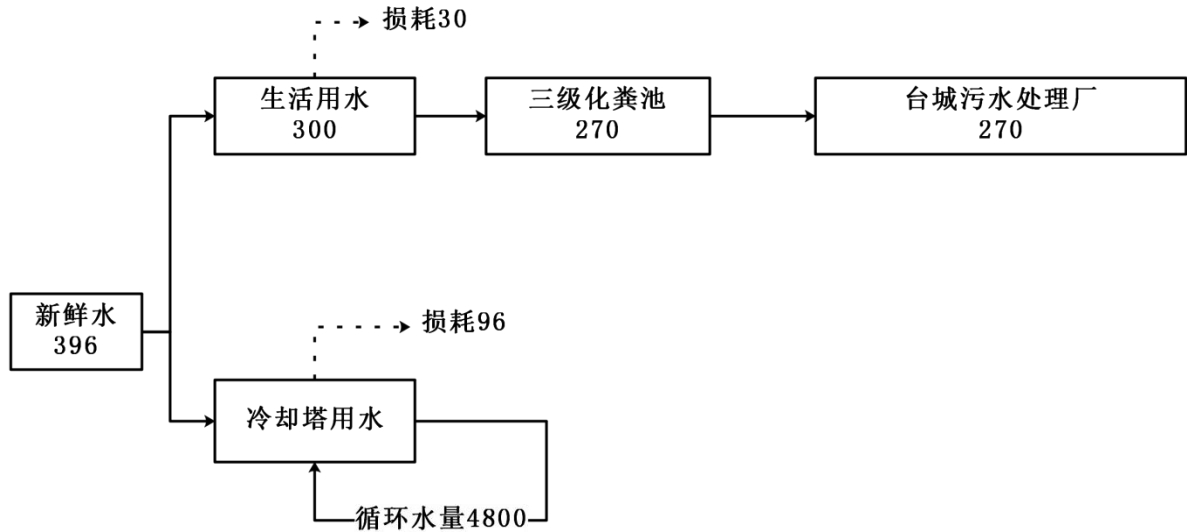 损耗30
生活用水
300
三级化粪池
270
台城污水处理厂
270
新鲜水
396
损耗96
冷却塔用水
循环水量4800